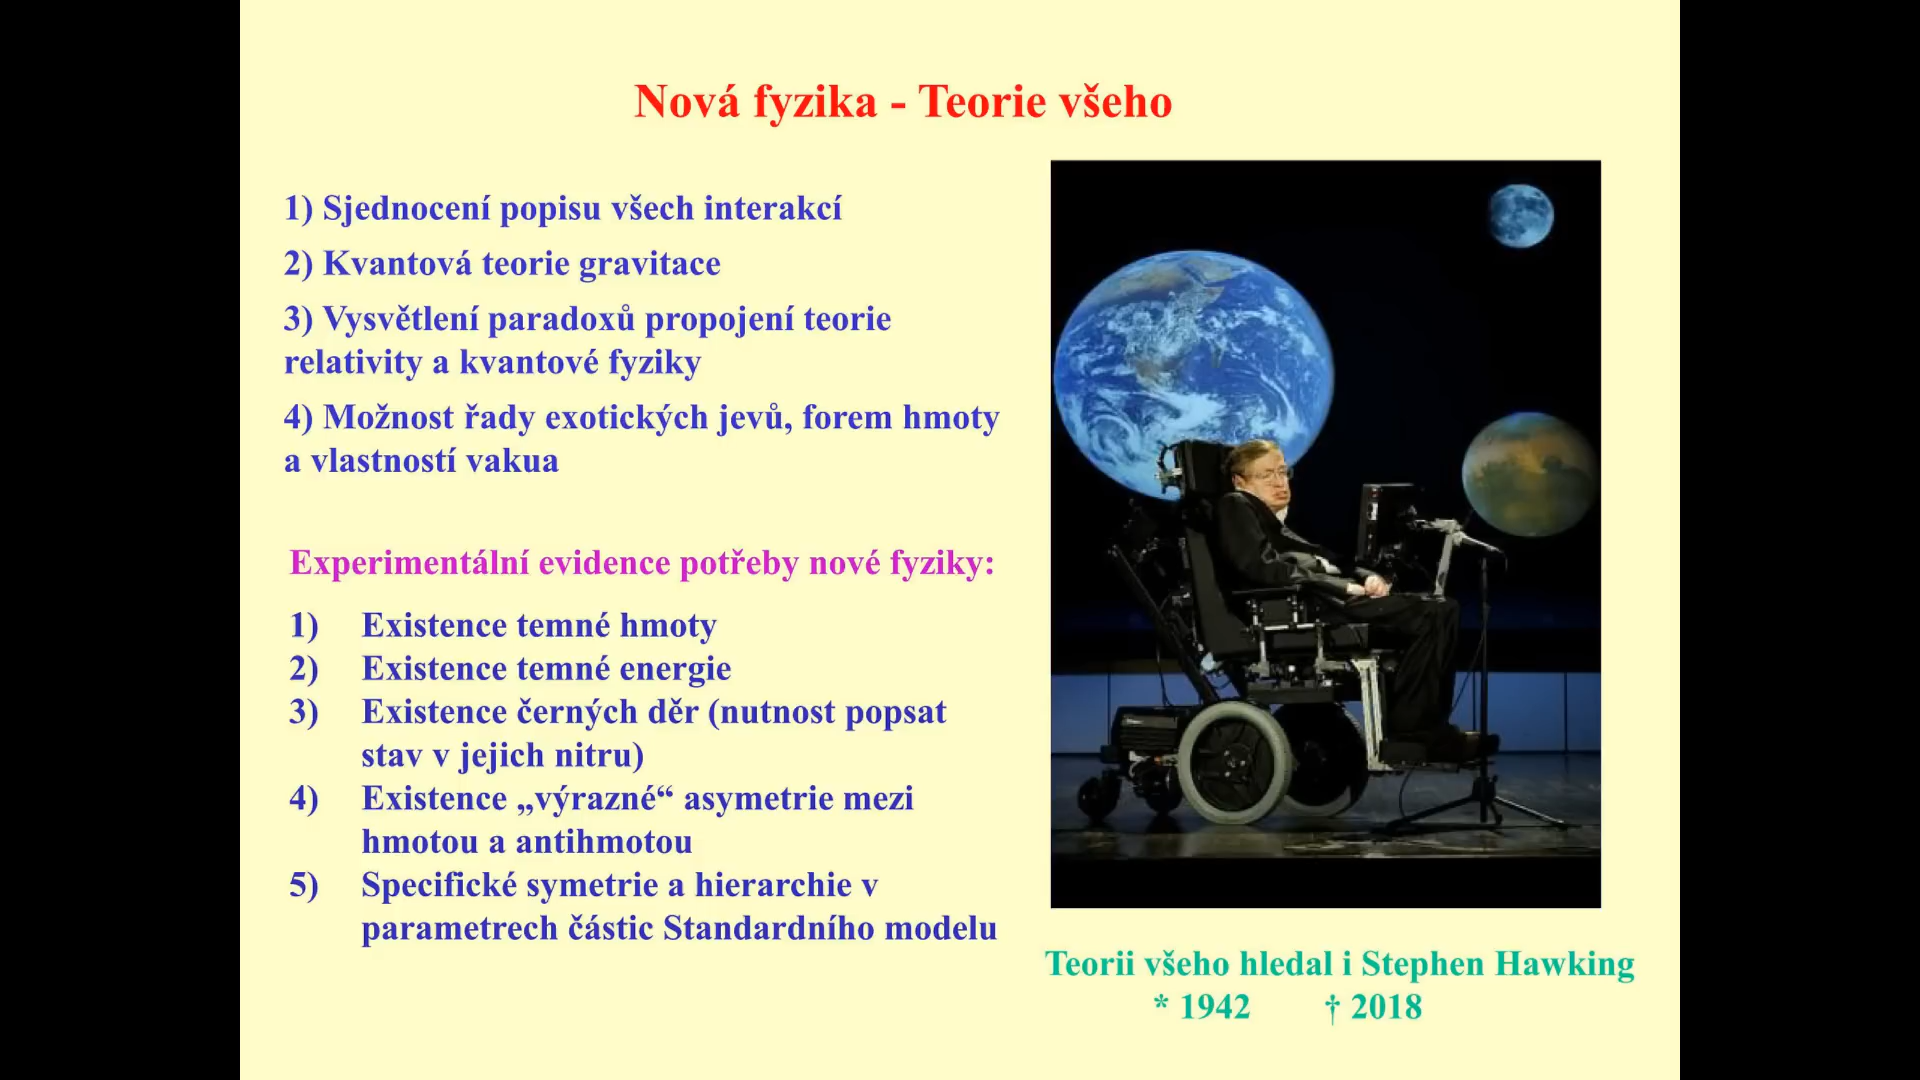 Nová fyzika - Teorie všeho
1) Sjednocení popisu všech interakcí
2) Kvantová teorie gravitace
3) Vysvětlení paradoxů propojení teorie
relativity a kvantové fyziky
4) Možnost řady exotických jevů, forem hmoty
a vlastností vakua
Experimentální evidence potřeby nové fyziky:
1) Existence temné hmoty
2) Existence temné energie
3) Existence černých děr (nutnost popsat
stav v jejich nitru)
4) Existence „výrazné“ asymetrie mezi
hmotou a antihmotou
5) Specifické symetrie a hierarchie v
parametrech částic Standardního modelu
Teorii všeho hledal i Stephen Hawking
* 1942 † 2018